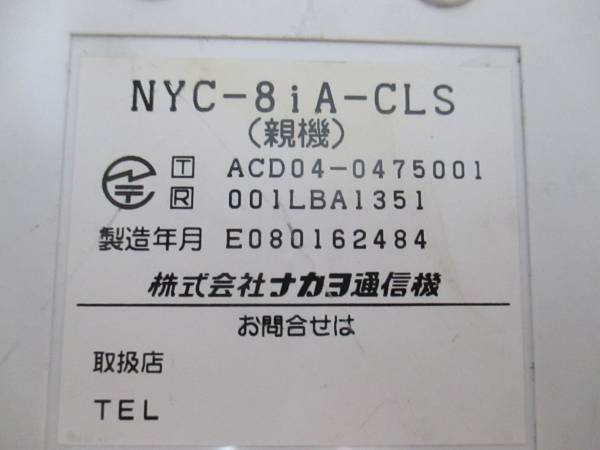 NYC-8iA-CLS
(親機)
T ACD04-0475001
R 001LBA1351
製造年月 E080162484
株式会社ナカヨ通信機
お問合せは
取扱店
TEL